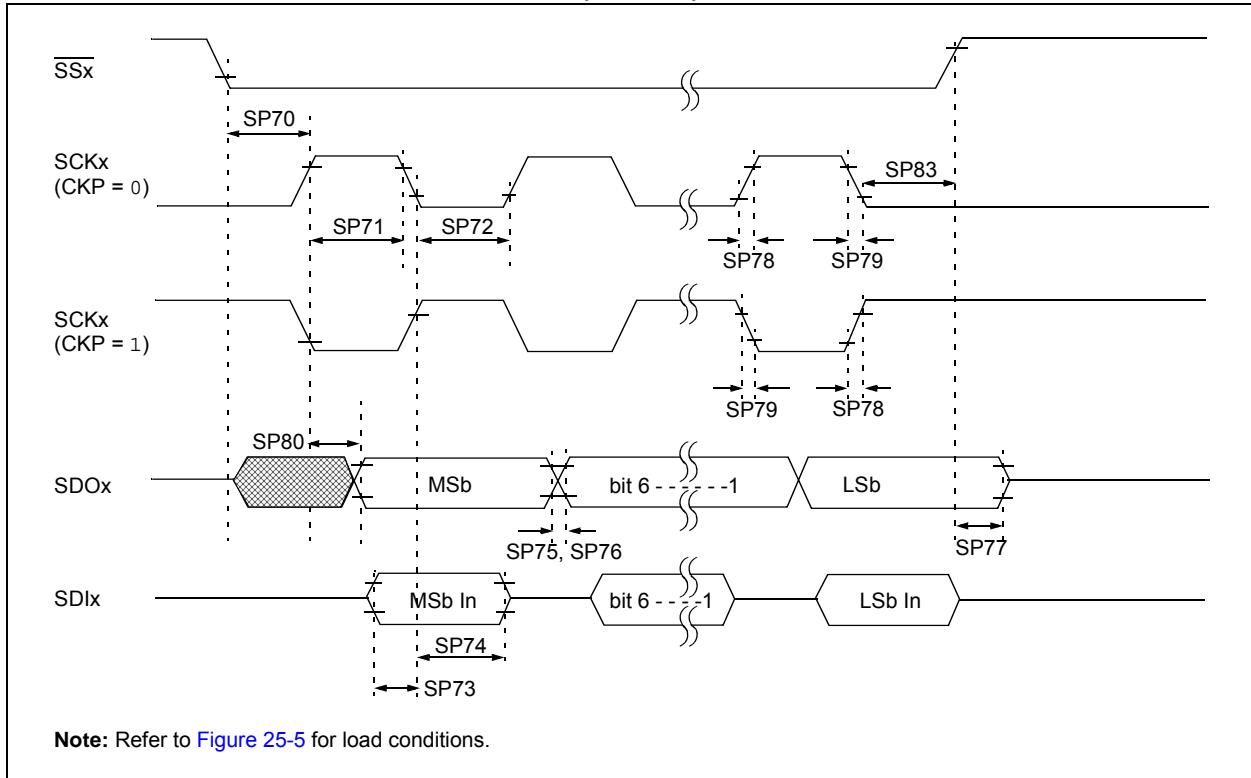 SSx
SP70
SCKx
(CKP = 0)
SP83
SP71
SP72
SP78
SP79
SCKx
(CKP = 1)
SP79
SP78
SP80
SDOx
MSb
bit 6 - - - - - -1
LSb
SP75, SP76
SP77
SDIx
MSb In
bit 6 - - - -1
LSb In
SP74
SP73
Note: Refer to Figure 25-5 for load conditions.